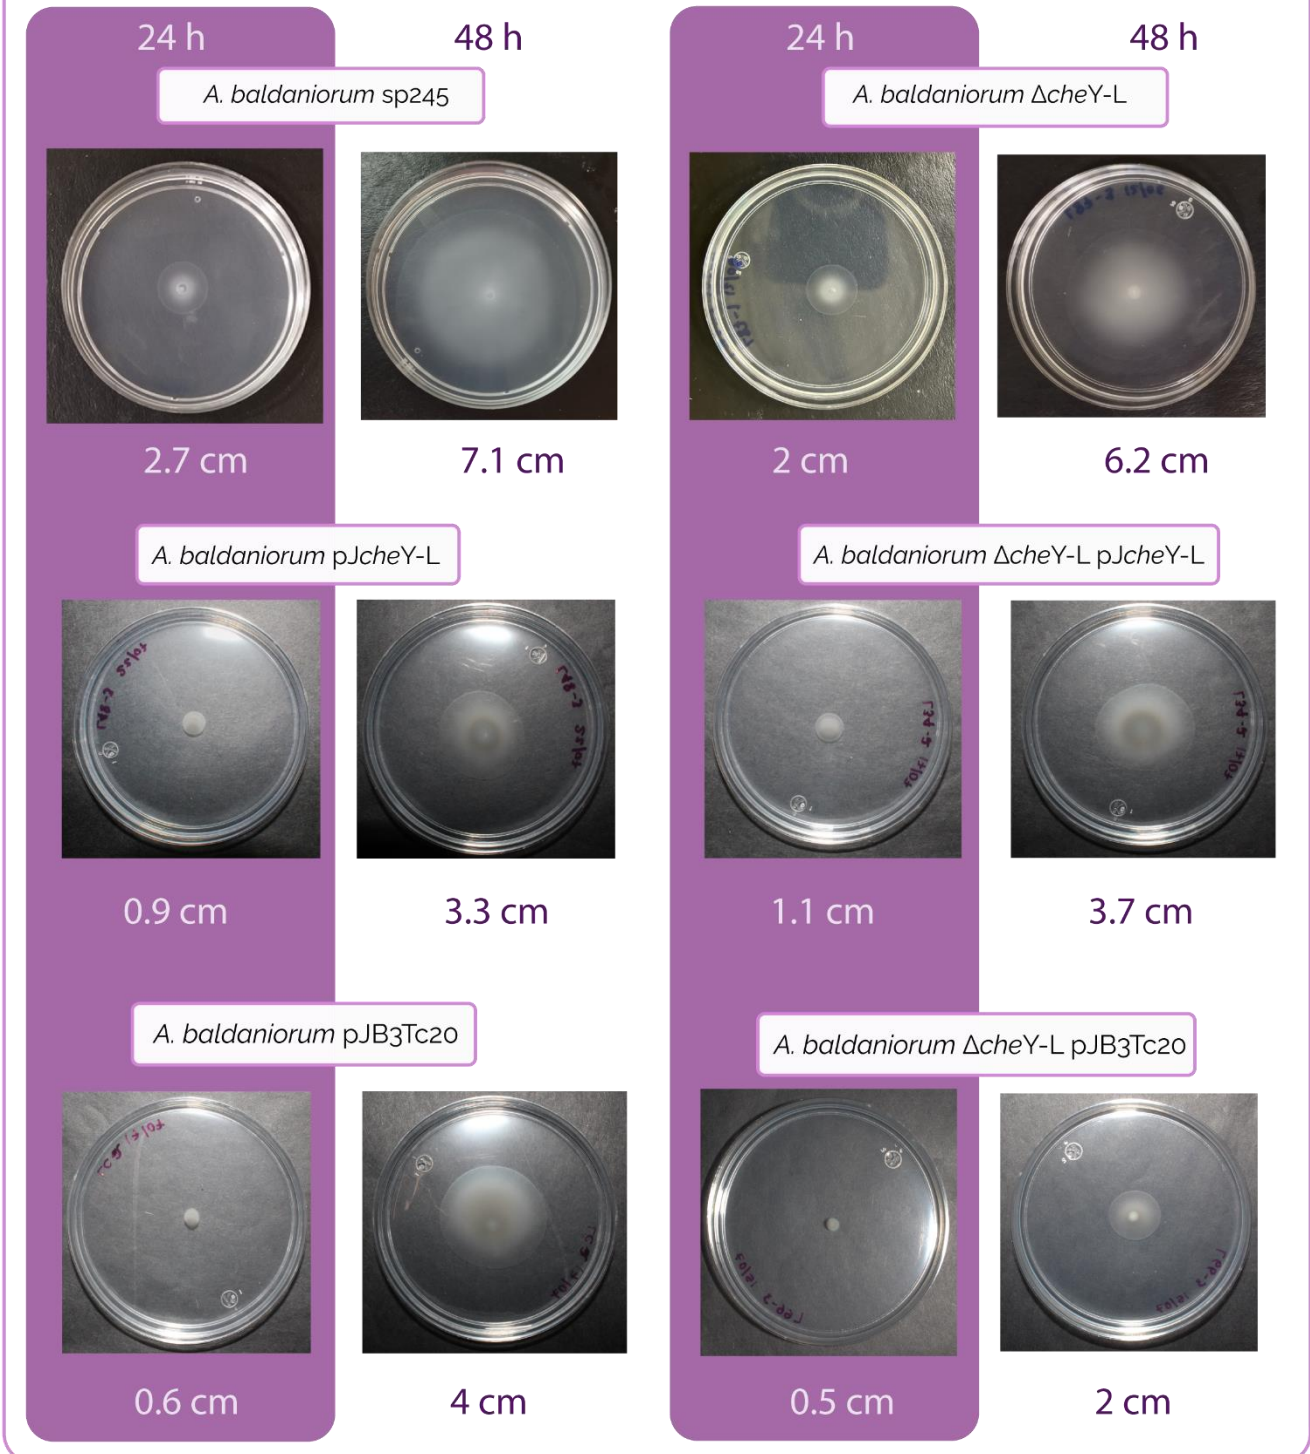 24 h 48 h 24 h 48 h
A. baldaniorum sp245 A. baldaniorum ΔcheY-L
2.7 cm 7.1 cm 2 cm 6.2 cm
A. baldaniorum pJcheY-L A. baldaniorum ΔcheY-L pJcheY-L
0.9 cm 3.3 cm 1.1 cm 3.7 cm
A. baldaniorum pJB3Tc20 A. baldaniorum ΔcheY-L pJB3Tc20
0.6 cm 4 cm 0.5 cm 2 cm